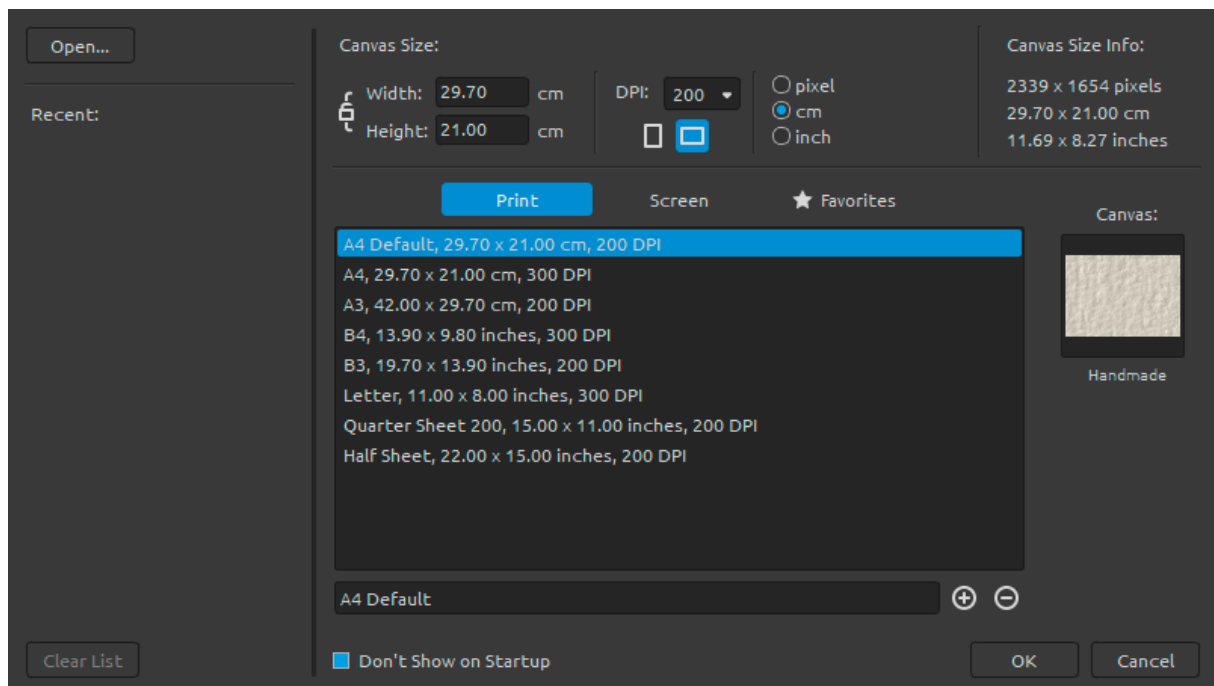 Open...
Recent:
Clear List
Canvas Size:
Width: 29.70 cm
Height: 21.00 cm
DPI: 200
pixel
cm
inch
Canvas Size Info:
2339 x 1654 pixels
29.70 x 21.00 cm
11.69 x 8.27 inches
Print Screen Favorites
A4 Default, 29.70 x 21.00 cm, 200 DPI
A4, 29.70 x 21.00 cm, 300 DPI
A3, 42.00 x 29.70 cm, 200 DPI
B4, 13.90 x 9.80 inches, 300 DPI
B3, 19.70 x 13.90 inches, 200 DPI
Letter, 11.00 x 8.00 inches, 300 DPI
Quarter Sheet 200, 15.00 x 11.00 inches, 200 DPI
Half Sheet, 22.00 x 15.00 inches, 200 DPI
Canvas:
Handmade
A4 Default
Don't Show on Startup
OK Cancel